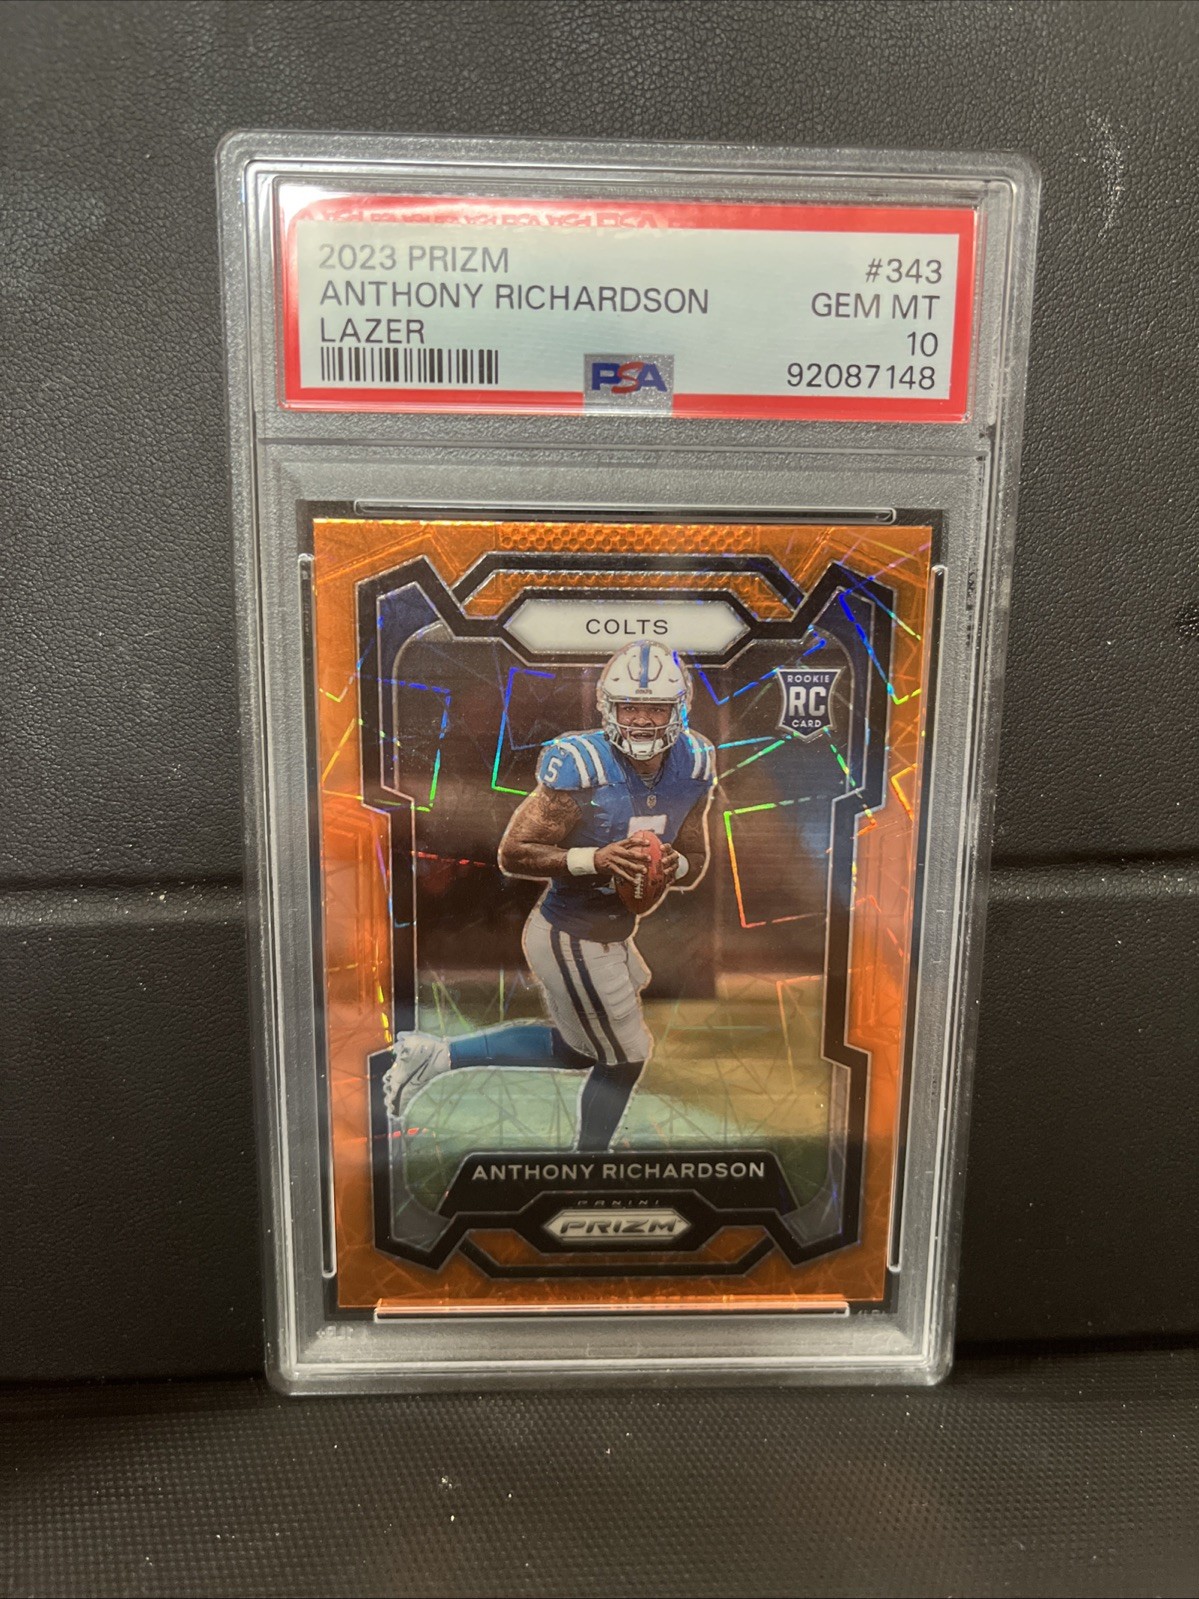 2023 PRIZM
ANTHONY RICHARDSON
LAZER
#343
GEM MT
10
92087148
PSA
COLTS
ROOKIE
RC
CARD
5
5
ANTHONY RICHARDSON
PANINI
PRIZM